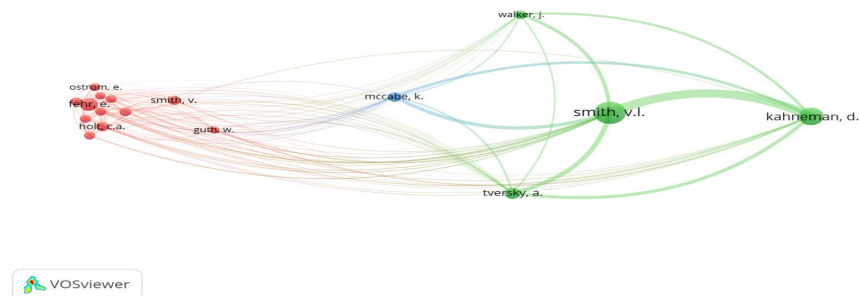 walker, j.
ostrom, e.
fehr, e.
smith, v.
mccabe, k.
smith, v.l.
kahneman, d.
holt, c.a.
guth, w.
tversky, a.
VOSviewer